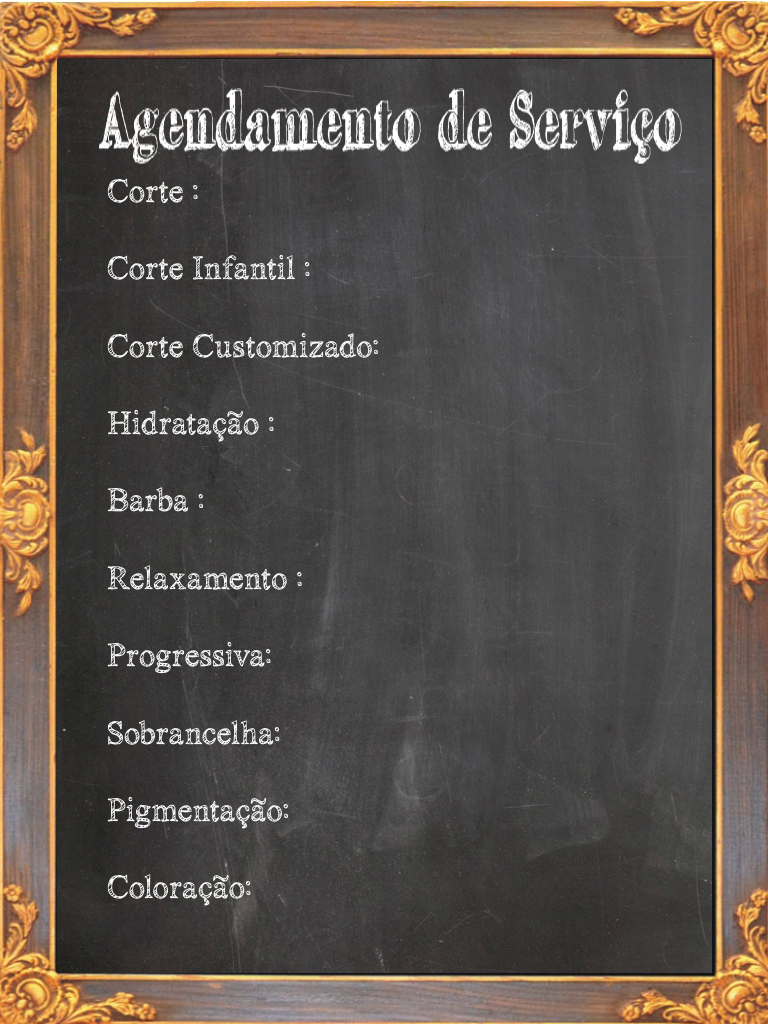 Agendamento de Serviço
Corte :
Corte Infantil :
Corte Customizado:
Hidratação :
Barba :
Relaxamento :
Progressiva:
Sobrancelha:
Pigmentação:
Coloração: